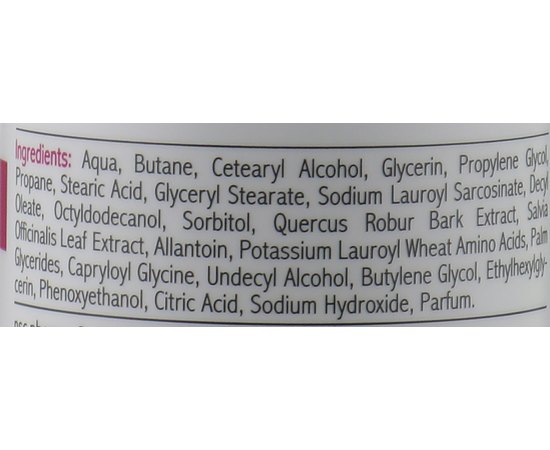 Ingredients: Aqua, Butane, Cetearyl Alcohol, Glycerin, Propylene Glycol,
Propane, Stearic Acid, Glyceryl Stearate, Sodium Lauroyl Sarcosinate, Decyl
Oleate, Octyldodecanol, Sorbitol, Quercus Robur Bark Extract, Salvia
Officinalis Leaf Extract, Allantoin, Potassium Lauroyl Wheat Amino Acids, Palm
Glycerides, Capryloyl Glycine, Undecyl Alcohol, Butylene Glycol, Ethylhexylgly-
cerin, Phenoxyethanol, Citric Acid, Sodium Hydroxide, Parfum.